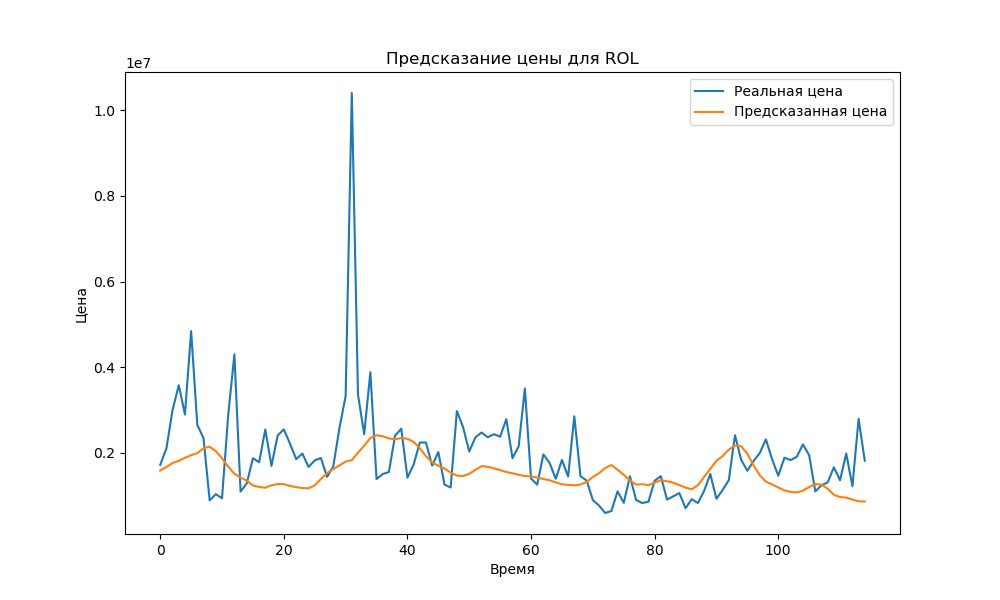 Предсказание цены для ROL
1e7
Реальная цена
Предсказанная цена
1.0
0.8
0.6
0.4
0.2
Цена
0 20 40 60 80 100
Время